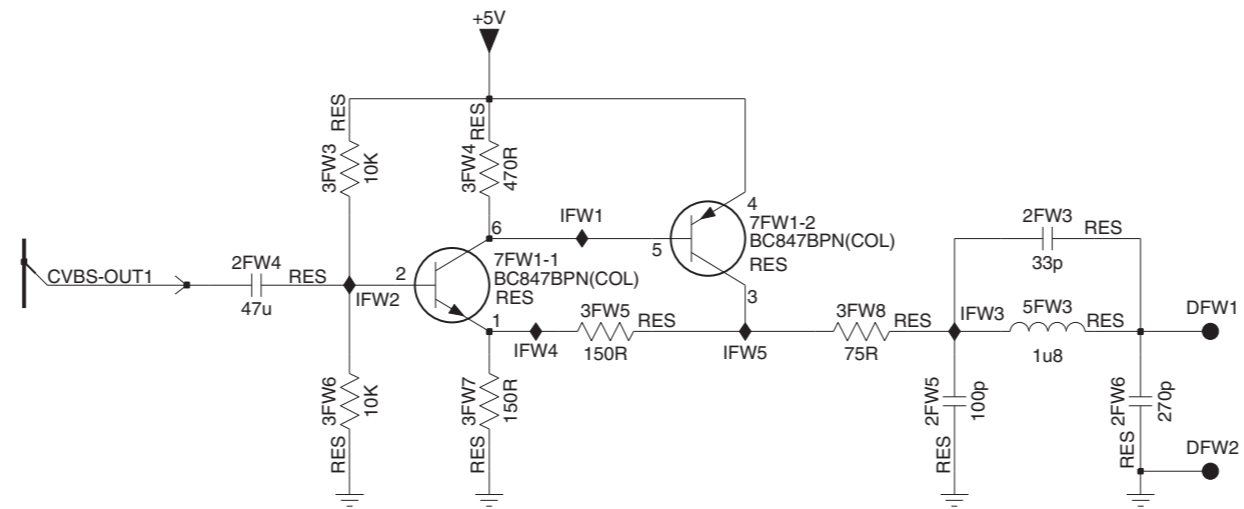 +5V
RES
3FW3
10K
RES
3FW4
470R
IFW1
6
4
7FW1-2
BC847BPN(COL)
RES
5
3
2FW3
RES
33p
CVBS-OUT1
2FW4
RES
47u
IFW2
2
7FW1-1
BC847BPN(COL)
RES
1
IFW4
3FW5
RES
150R
IFW5
3FW8
RES
75R
IFW3
5FW3
RES
1u8
DFW1
3FW6
10K
RES
3FW7
150R
RES
2FW5
100p
RES
2FW6
270p
RES
DFW2